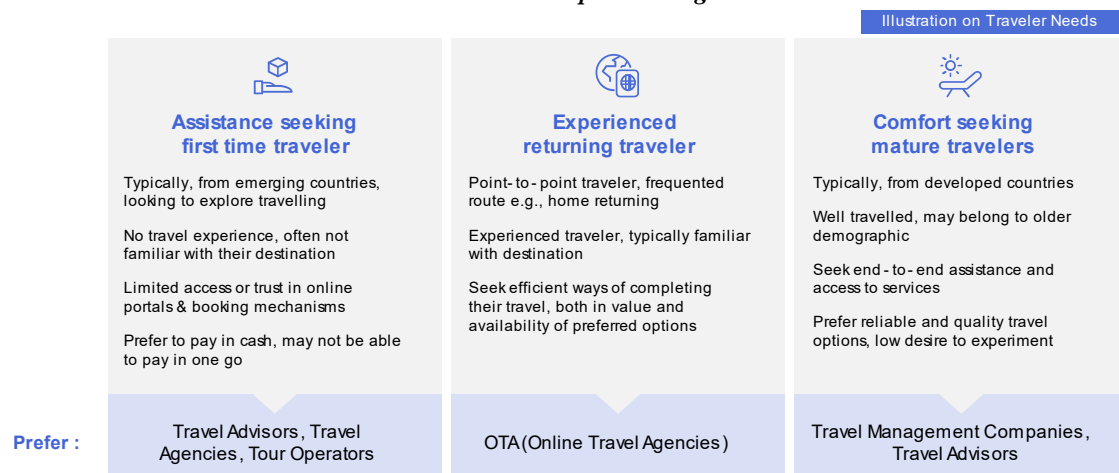 Illustration on Traveler Needs
Assistance seeking
first time traveler
Typically, from emerging countries,
looking to explore travelling
No travel experience, often not
familiar with their destination
Limited access or trust in online
portals & booking mechanisms
Prefer to pay in cash, may not be able
to pay in one go
Experienced
returning traveler
Point-to-point traveler, frequented
route e.g., home returning
Experienced traveler, typically familiar
with destination
Seek efficient ways of completing
their travel, both in value and
availability of preferred options
Comfort seeking
mature travelers
Typically, from developed countries
Well travelled, may belong to older
demographic
Seek end-to-end assistance and
access to services
Prefer reliable and quality travel
options, low desire to experiment
Prefer :
Travel Advisors, Travel
Agencies, Tour Operators
OTA (Online Travel Agencies)
Travel Management Companies,
Travel Advisors